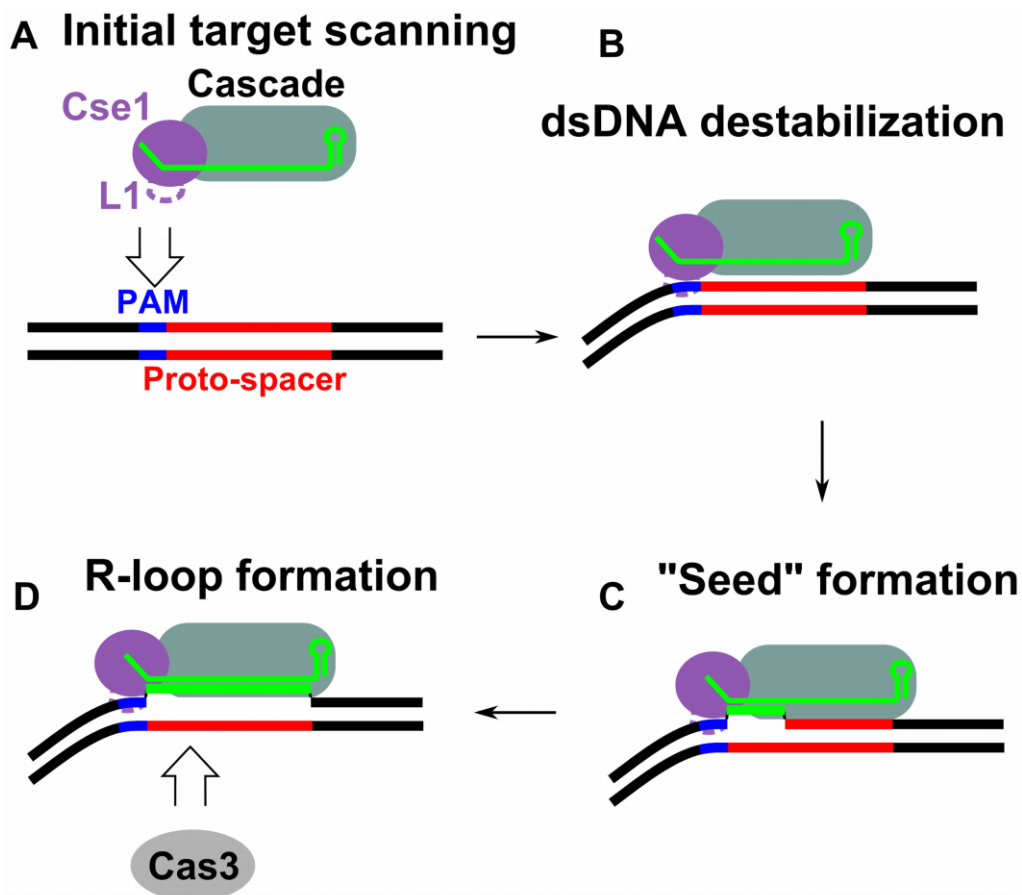 A Initial target scanning
Cascade
Cse1
L1
PAM
Proto-spacer
B
dsDNA destabilization
C
"Seed" formation
D
R-loop formation
Cas3